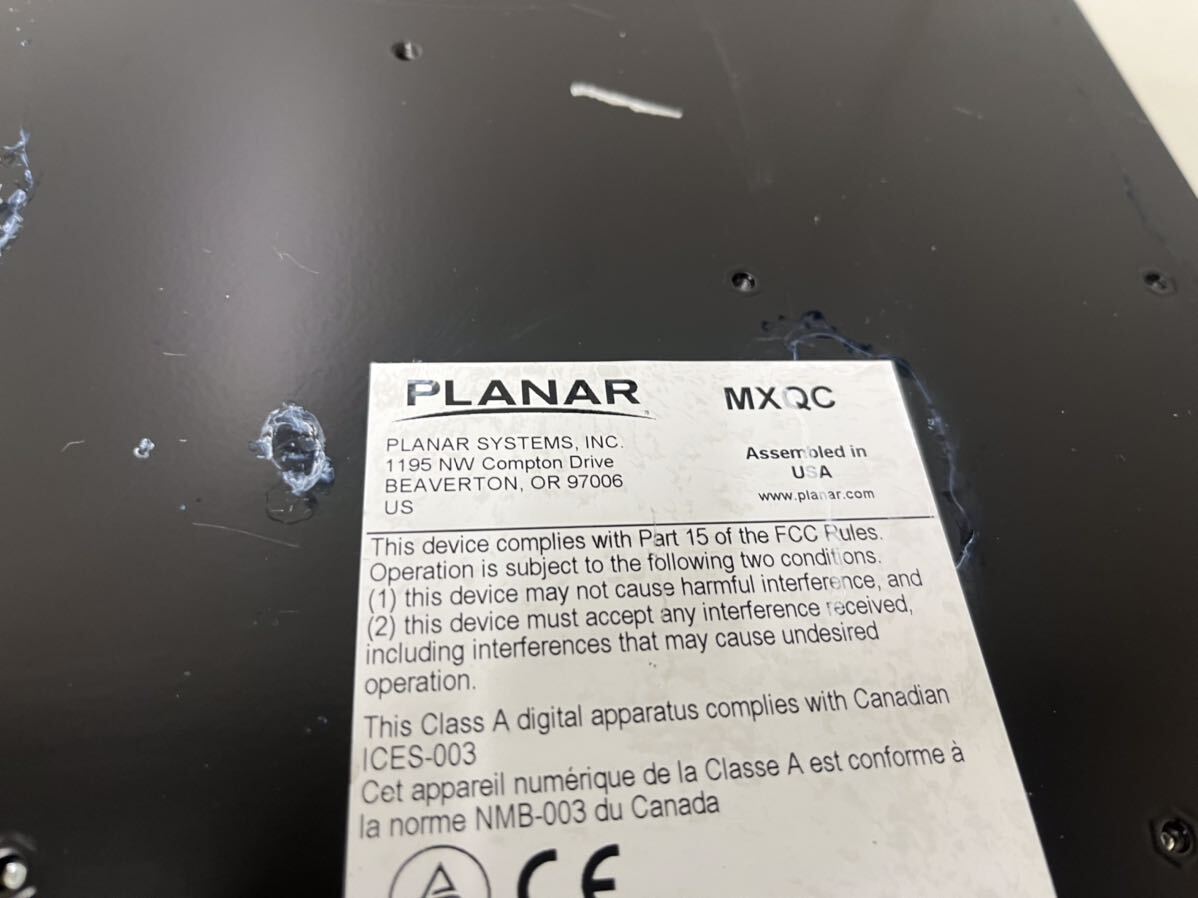 PLANAR
MXQC
PLANAR SYSTEMS, INC.
1195 NW Compton Drive
BEAVERTON, OR 97006
US
Assembled in
USA
www.planar.com
This device complies with Part 15 of the FCC Rules.
Operation is subject to the following two conditions.
(1) this device may not cause harmful interference, and
(2) this device must accept any interference received,
including interferences that may cause undesired
operation.
This Class A digital apparatus complies with Canadian
ICES-003
Cet appareil numérique de la Classe A est conforme à
la norme NMB-003 du Canada
CE